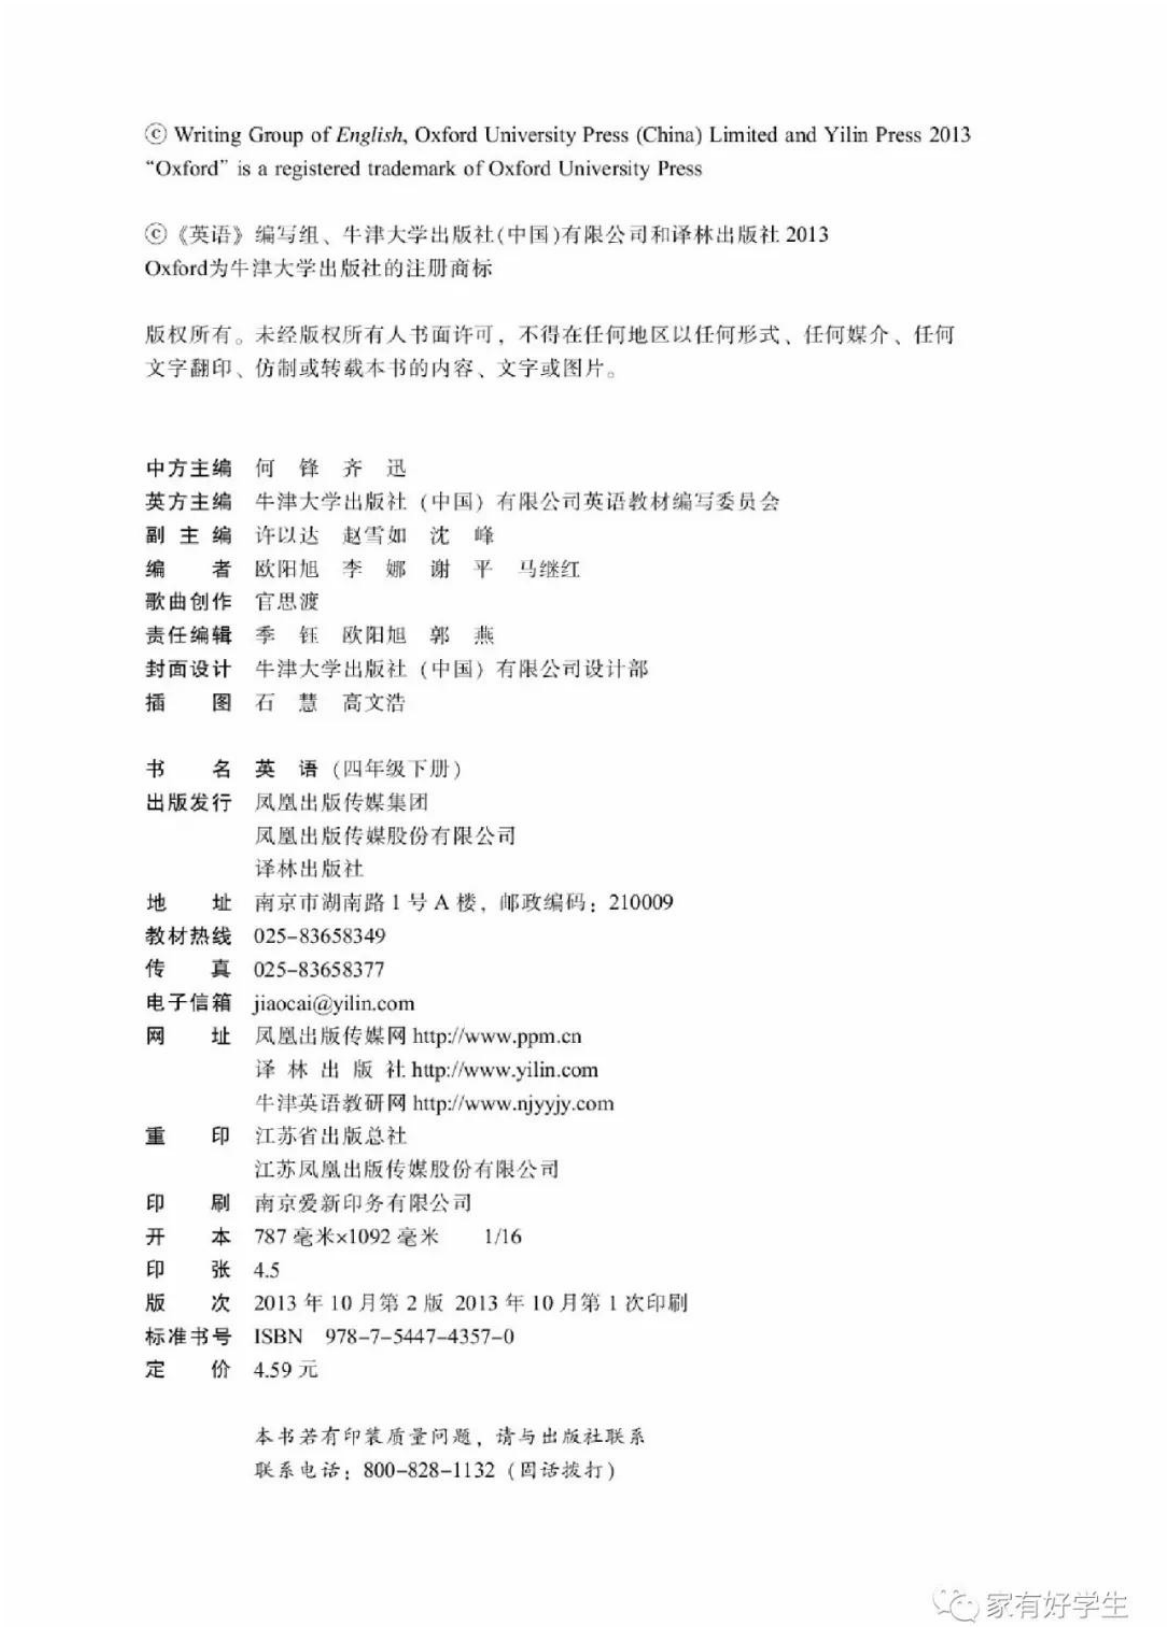 ⓒ Writing Group of English, Oxford University Press (China) Limited and Yilin Press 2013
“Oxford” is a registered trademark of Oxford University Press
ⓒ《英语》编写组、牛津大学出版社(中国)有限公司和译林出版社 2013
Oxford为牛津大学出版社的注册商标
版权所有。未经版权所有人书面许可，不得在任何地区以任何形式、任何媒介、任何
文字翻印、仿制或转载本书的内容、文字或图片。
中方主编 何 锋 齐 迅
英方主编 牛津大学出版社（中国）有限公司英语教材编写委员会
副 主 编 许以达 赵雪如 沈 峰
编 者 欧阳旭 李 娜 谢 平 马继红
歌曲创作 官思渡
责任编辑 季 钰 欧阳旭 郭 燕
封面设计 牛津大学出版社（中国）有限公司设计部
插 图 石 慧 高文浩
书 名 英 语（四年级下册）
出版发行 凤凰出版传媒集团
凤凰出版传媒股份有限公司
译林出版社
地 址 南京市湖南路 1 号 A 楼，邮政编码：210009
教材热线 025-83658349
传 真 025-83658377
电子信箱 jiaocai@yilin.com
网 址 凤凰出版传媒网 http://www.ppm.cn
译 林 出 版 社 http://www.yilin.com
牛津英语教研网 http://www.njyyjy.com
重 印 江苏省出版总社
江苏凤凰出版传媒股份有限公司
印 刷 南京爱新印务有限公司
开 本 787 毫米×1092 毫米 1/16
印 张 4.5
版 次 2013 年 10 月第 2 版 2013 年 10 月第 1 次印刷
标准书号 ISBN 978-7-5447-4357-0
定 价 4.59 元
本书若有印装质量问题，请与出版社联系
联系电话：800-828-1132（固话拨打）
家有好学生